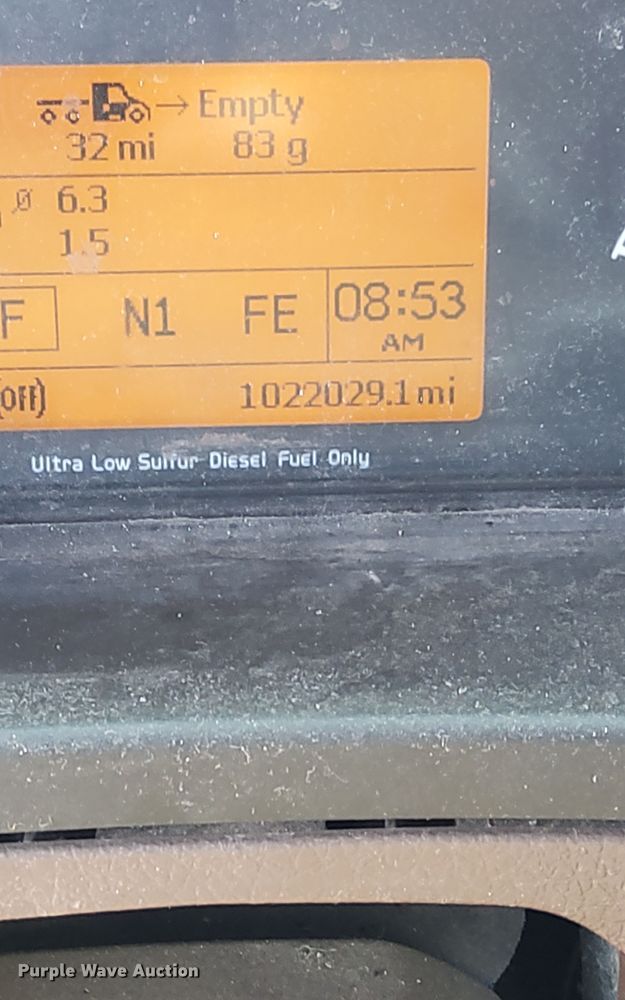 → Empty
32 mi 83 g
ø 6.3
1.5
F N1 FE 08:53
AM
(OFF) 1022029.1 mi
Ultra Low Sulfur Diesel Fuel Only
Purple Wave Auction